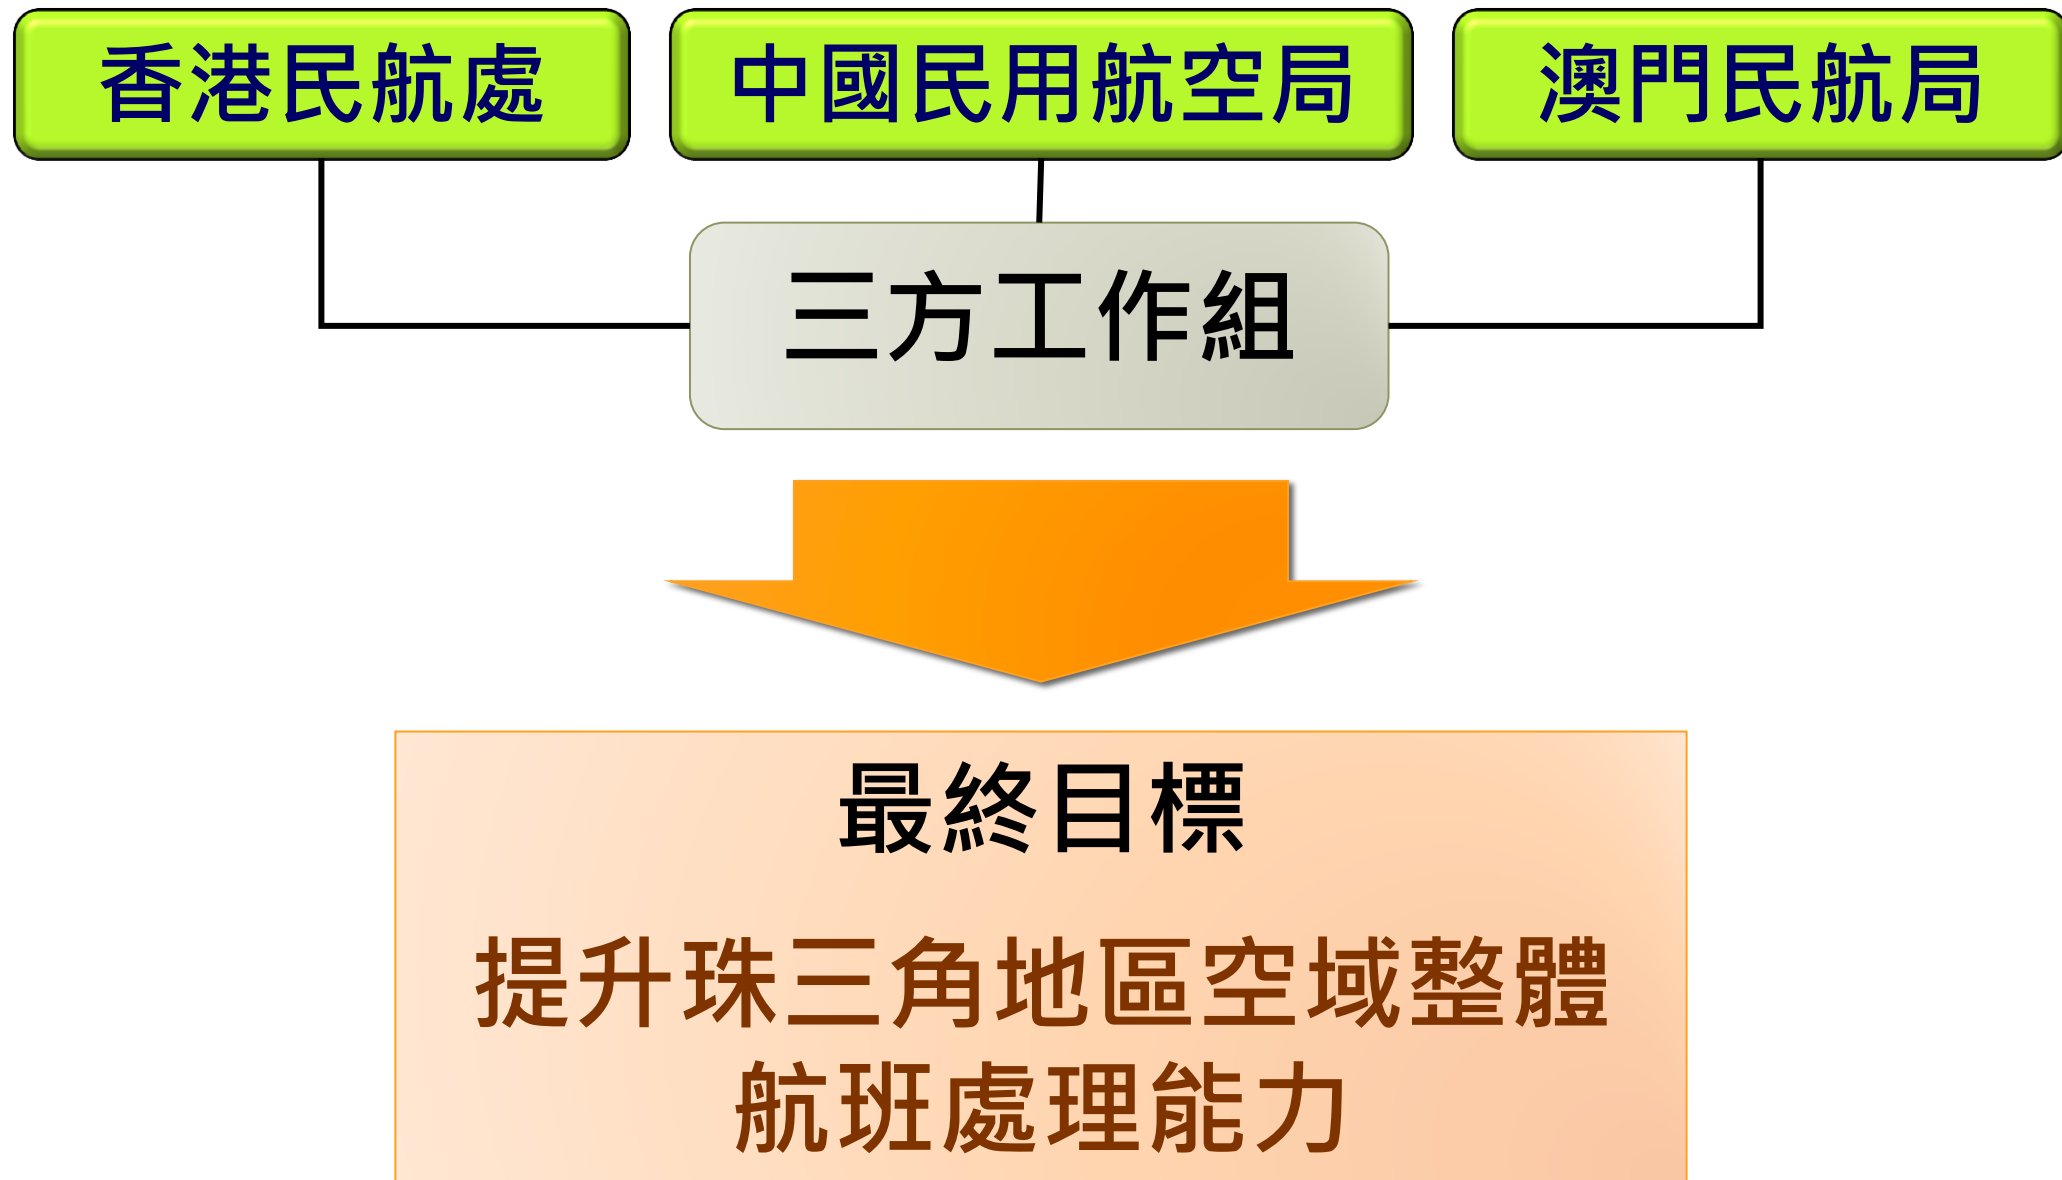 香港民航處
中國民用航空局
澳門民航局
三方工作組
最終目標
提升珠三角地區空域整體
航班處理能力